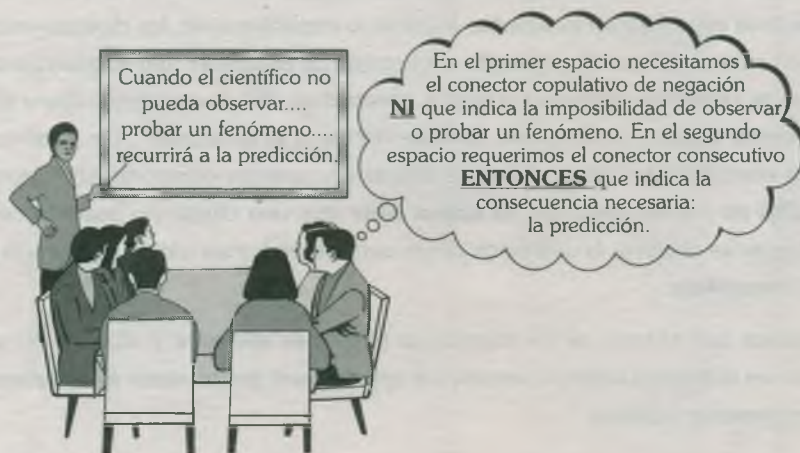 Cuando el científico no
pueda observar....
probar un fenómeno....
recurrirá a la predicción.
En el primer espacio necesitamos
el conector copulativo de negación
NI que indica la imposibilidad de observar
o probar un fenómeno. En el segundo
espacio requerimos el conector consecutivo
ENTONCES que indica la
consecuencia necesaria:
la predicción.